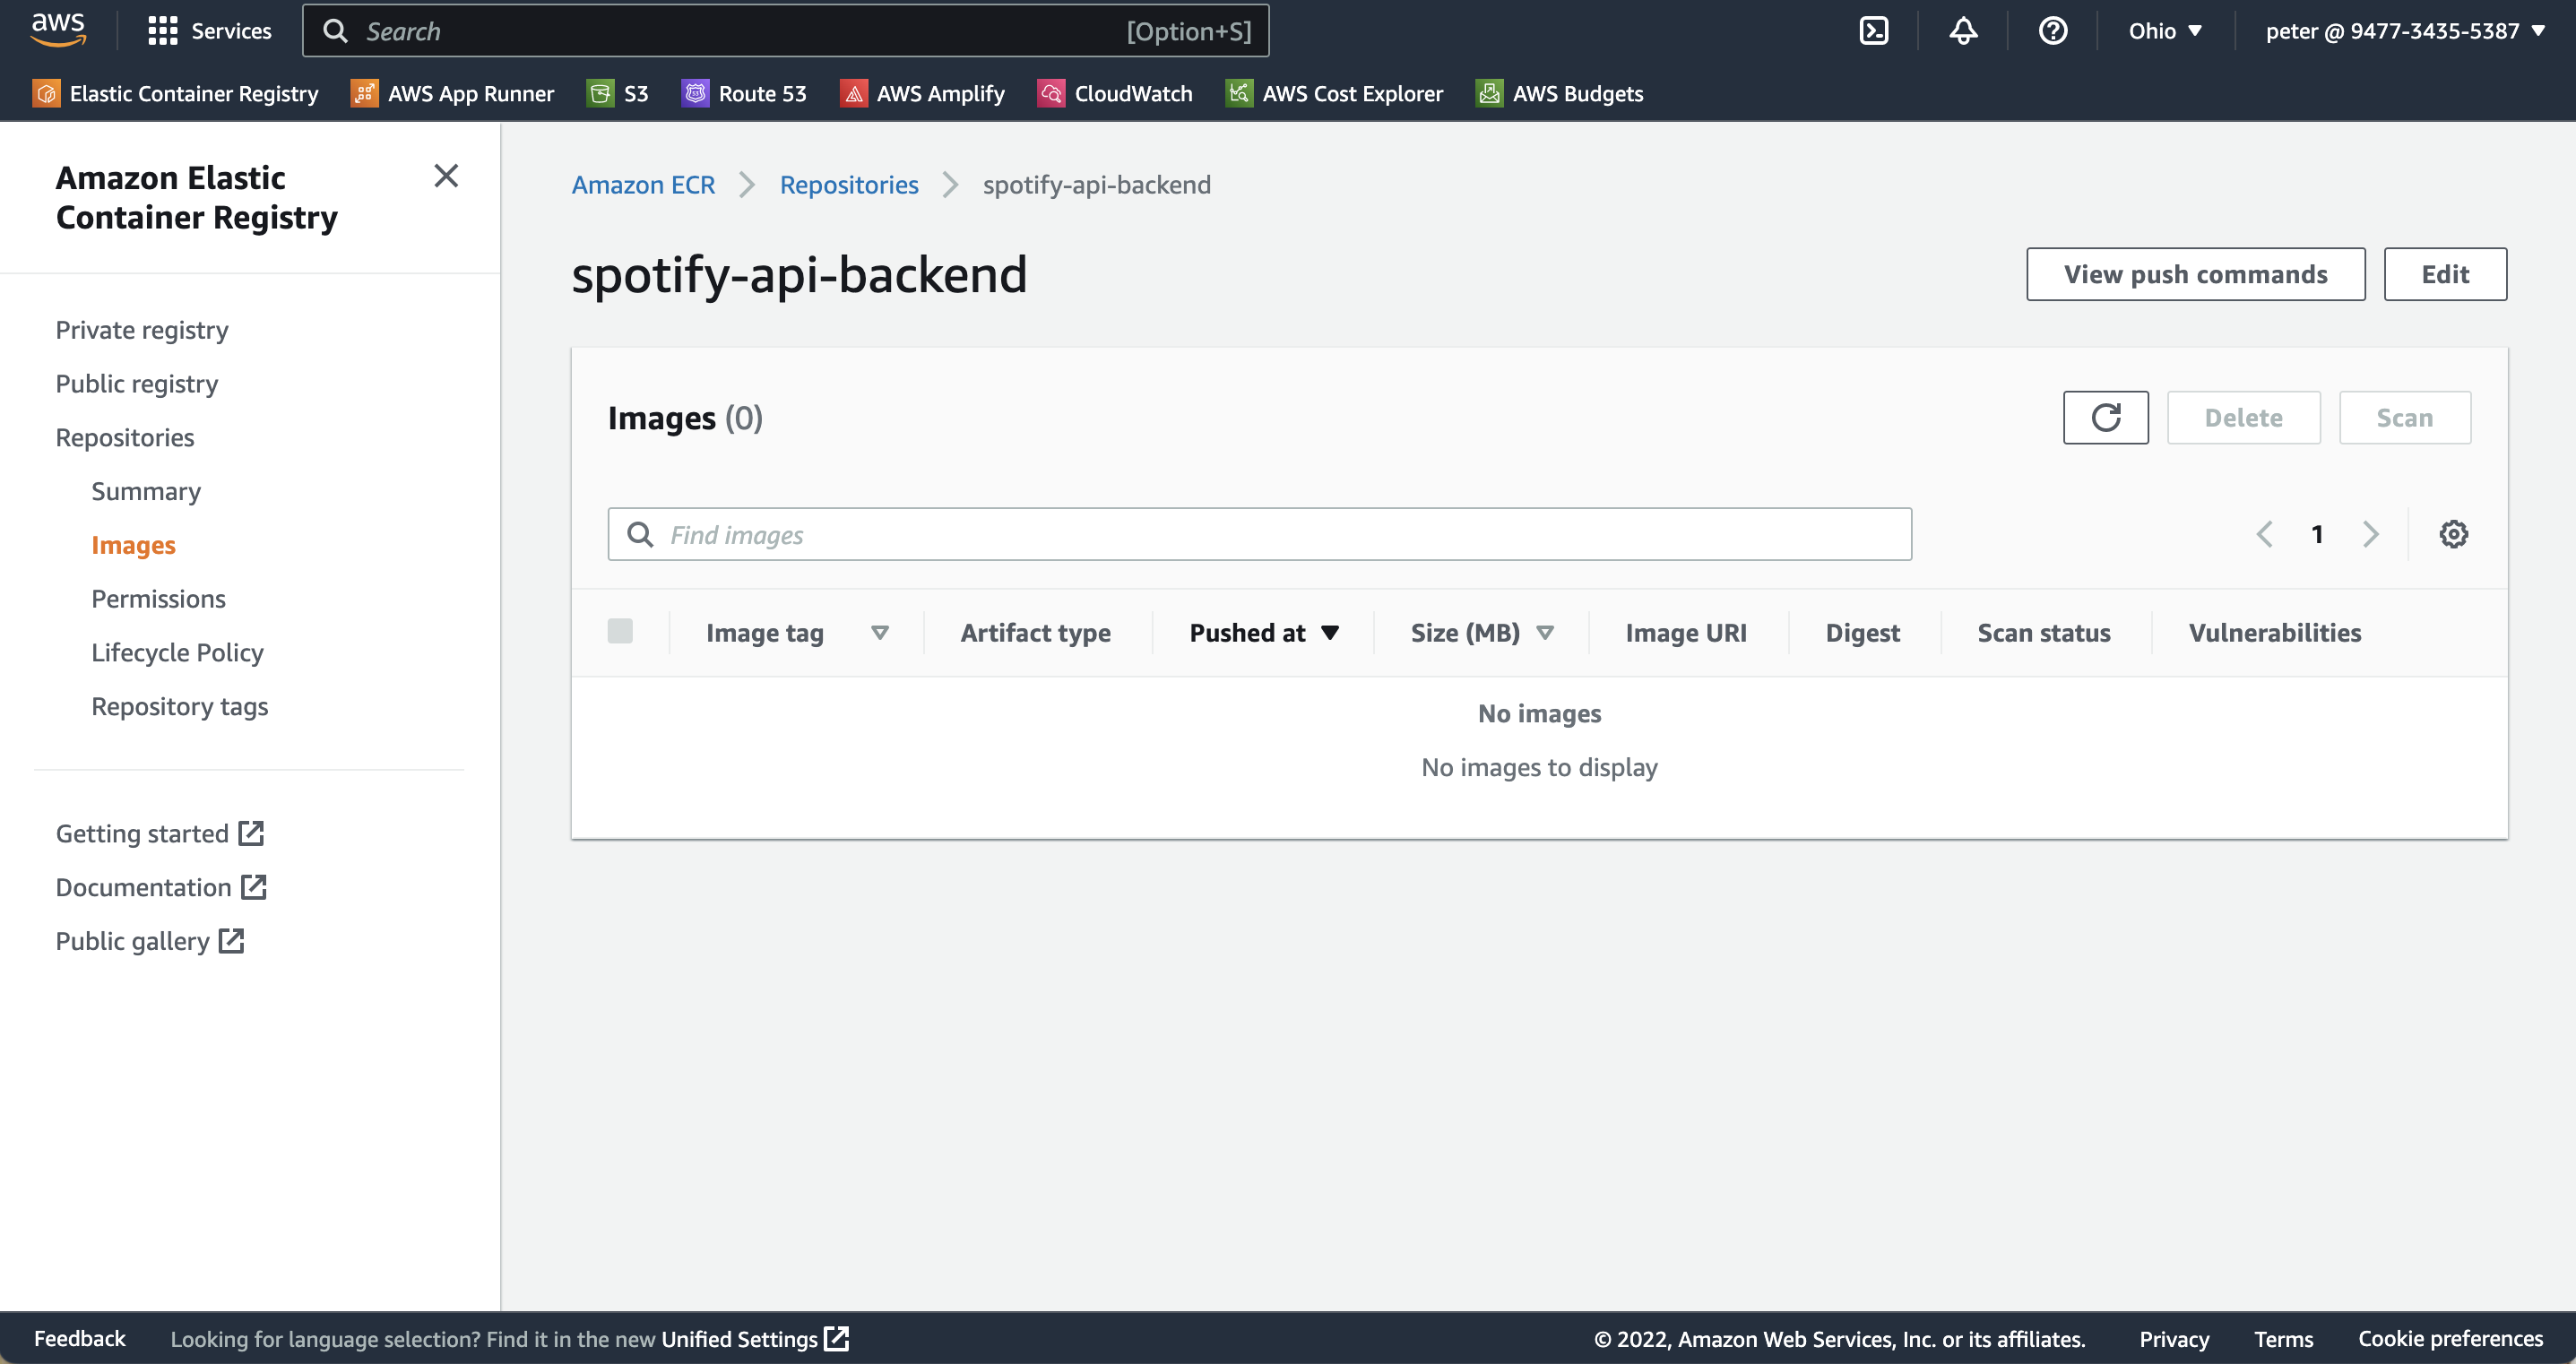 aws
Services
Search [Option+S]
Ohio
peter @ 9477-3435-5387
Elastic Container Registry
AWS App Runner
S3
Route 53
AWS Amplify
CloudWatch
AWS Cost Explorer
AWS Budgets
Amazon Elastic
Container Registry
Private registry
Public registry
Repositories
Summary
Images
Permissions
Lifecycle Policy
Repository tags
Getting started
Documentation
Public gallery
Amazon ECR
Repositories
spotify-api-backend
spotify-api-backend
View push commands
Edit
Images (0)
Delete
Scan
Find images
1
Image tag
Artifact type
Pushed at
Size (MB)
Image URI
Digest
Scan status
Vulnerabilities
No images
No images to display
Feedback
Looking for language selection? Find it in the new Unified Settings
© 2022, Amazon Web Services, Inc. or its affiliates.
Privacy
Terms
Cookie preferences